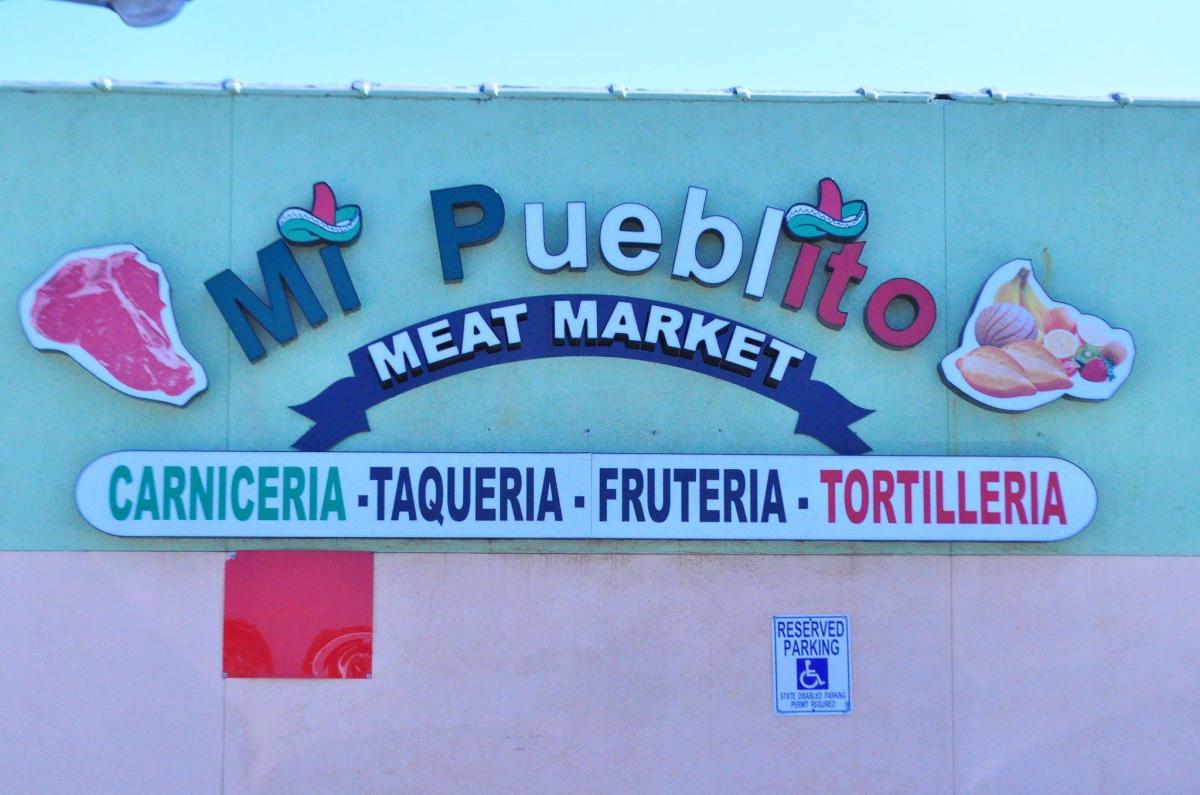 Mi Pueblito
MEAT MARKET
CARNICERIA -TAQUERIA - FRUTERIA - TORTILLERIA
RESERVED
PARKING
STATE DISABLED PARKING
PERMIT REQUIRED